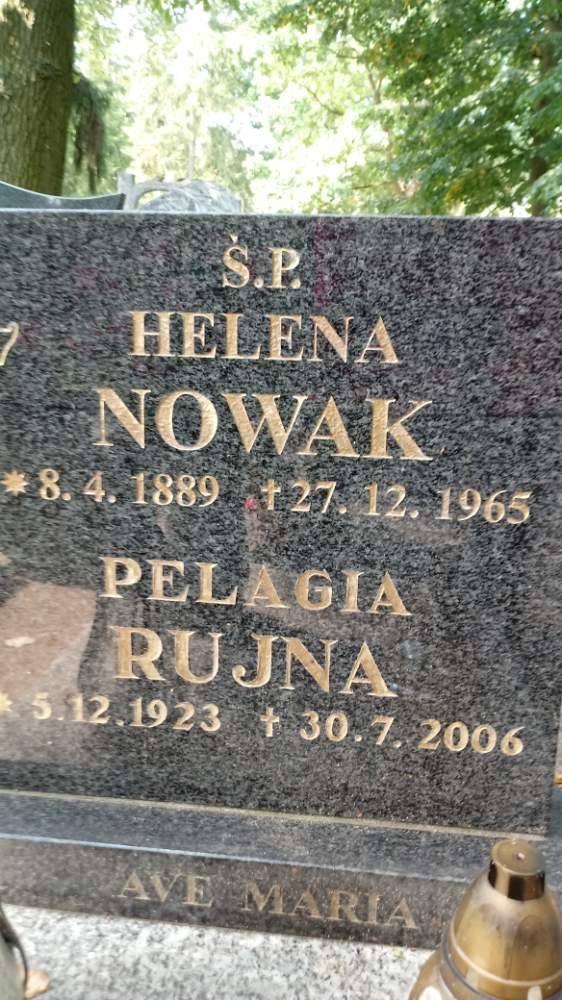 Ś.P.
HELENA
NOWAK
* 8. 4. 1889 † 27. 12. 1965
PELAGIA
RUJNA
* 5.12.1923 † 30. 7. 2006
AVE MARIA